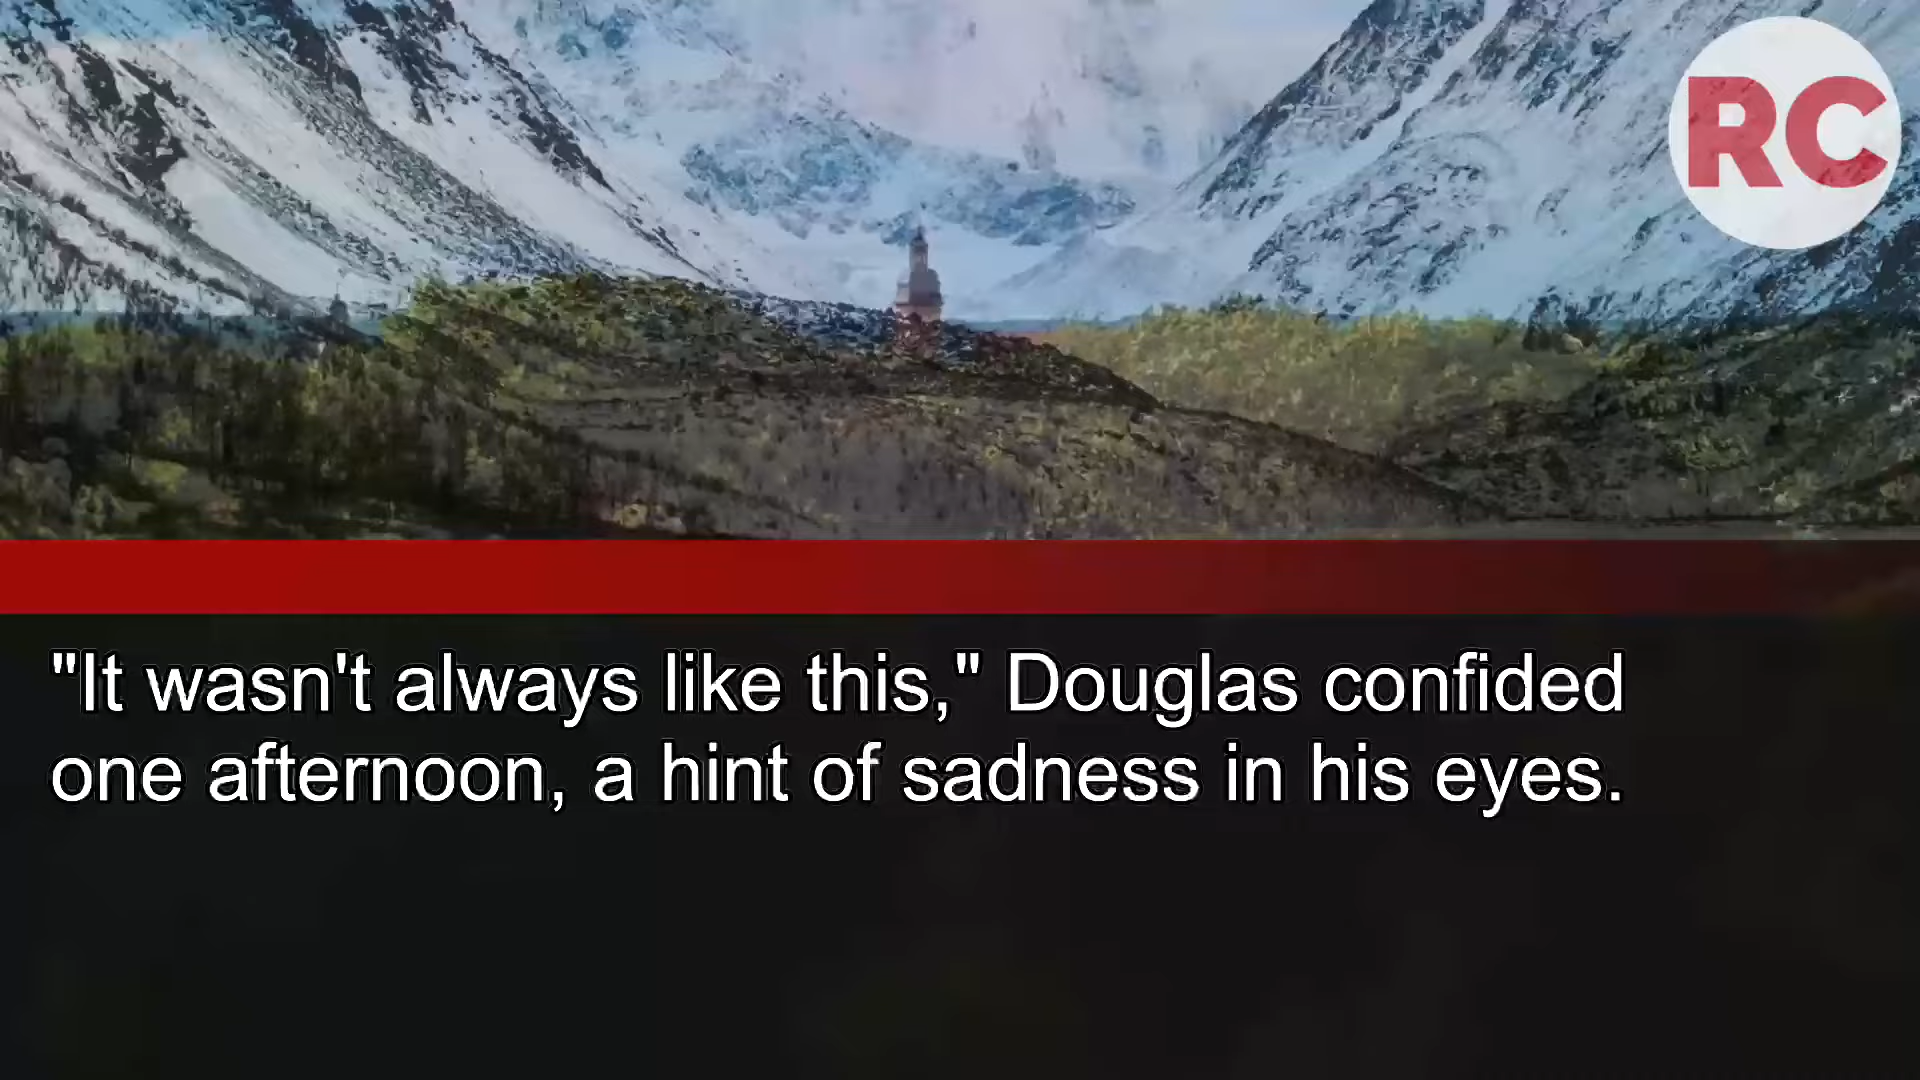 RC
"It wasn't always like this," Douglas confided
one afternoon, a hint of sadness in his eyes.